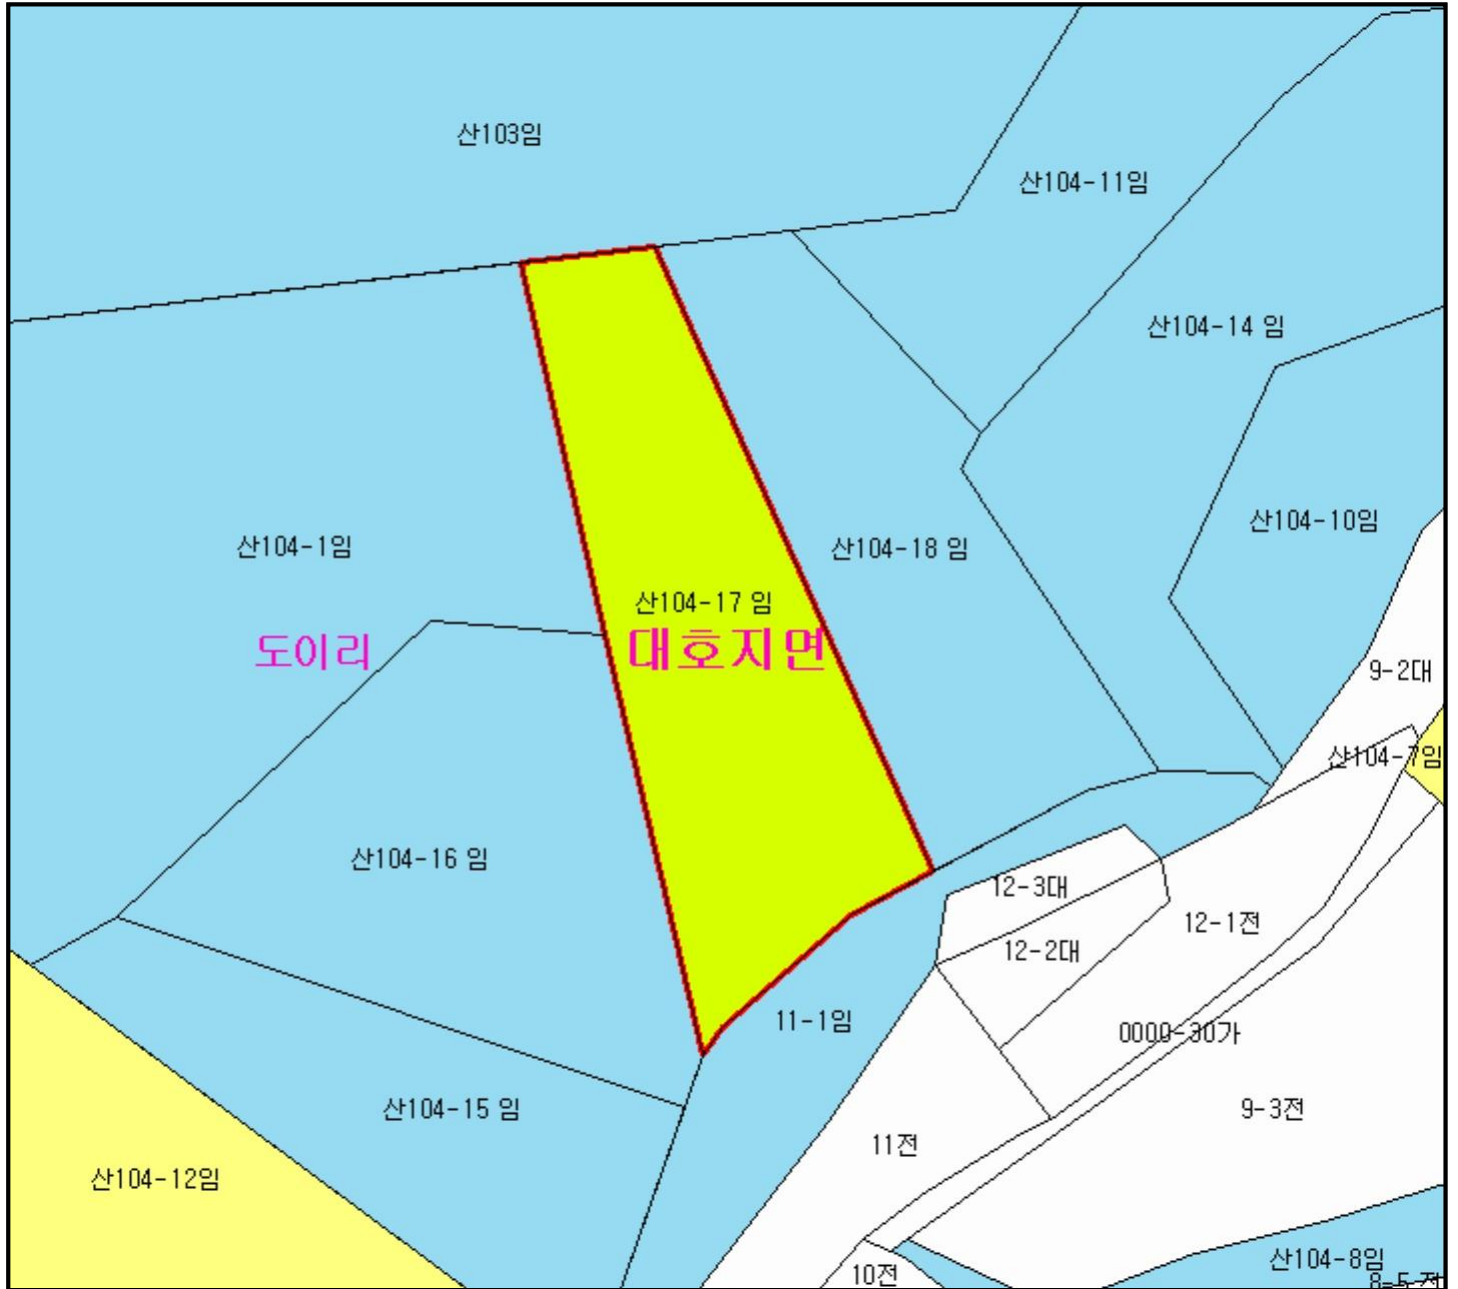 산103임
산104-11임
산104-14 임
산104-10임
산104-1임
산104-18 임
산104-17 임
도이리
대호지면
9-2대
산104-7임
산104-16 임
12-3대
12-1전
12-2대
11-1임
0000-30가
산104-15 임
9-3전
11전
산104-12임
산104-8임
10전
8-5 전